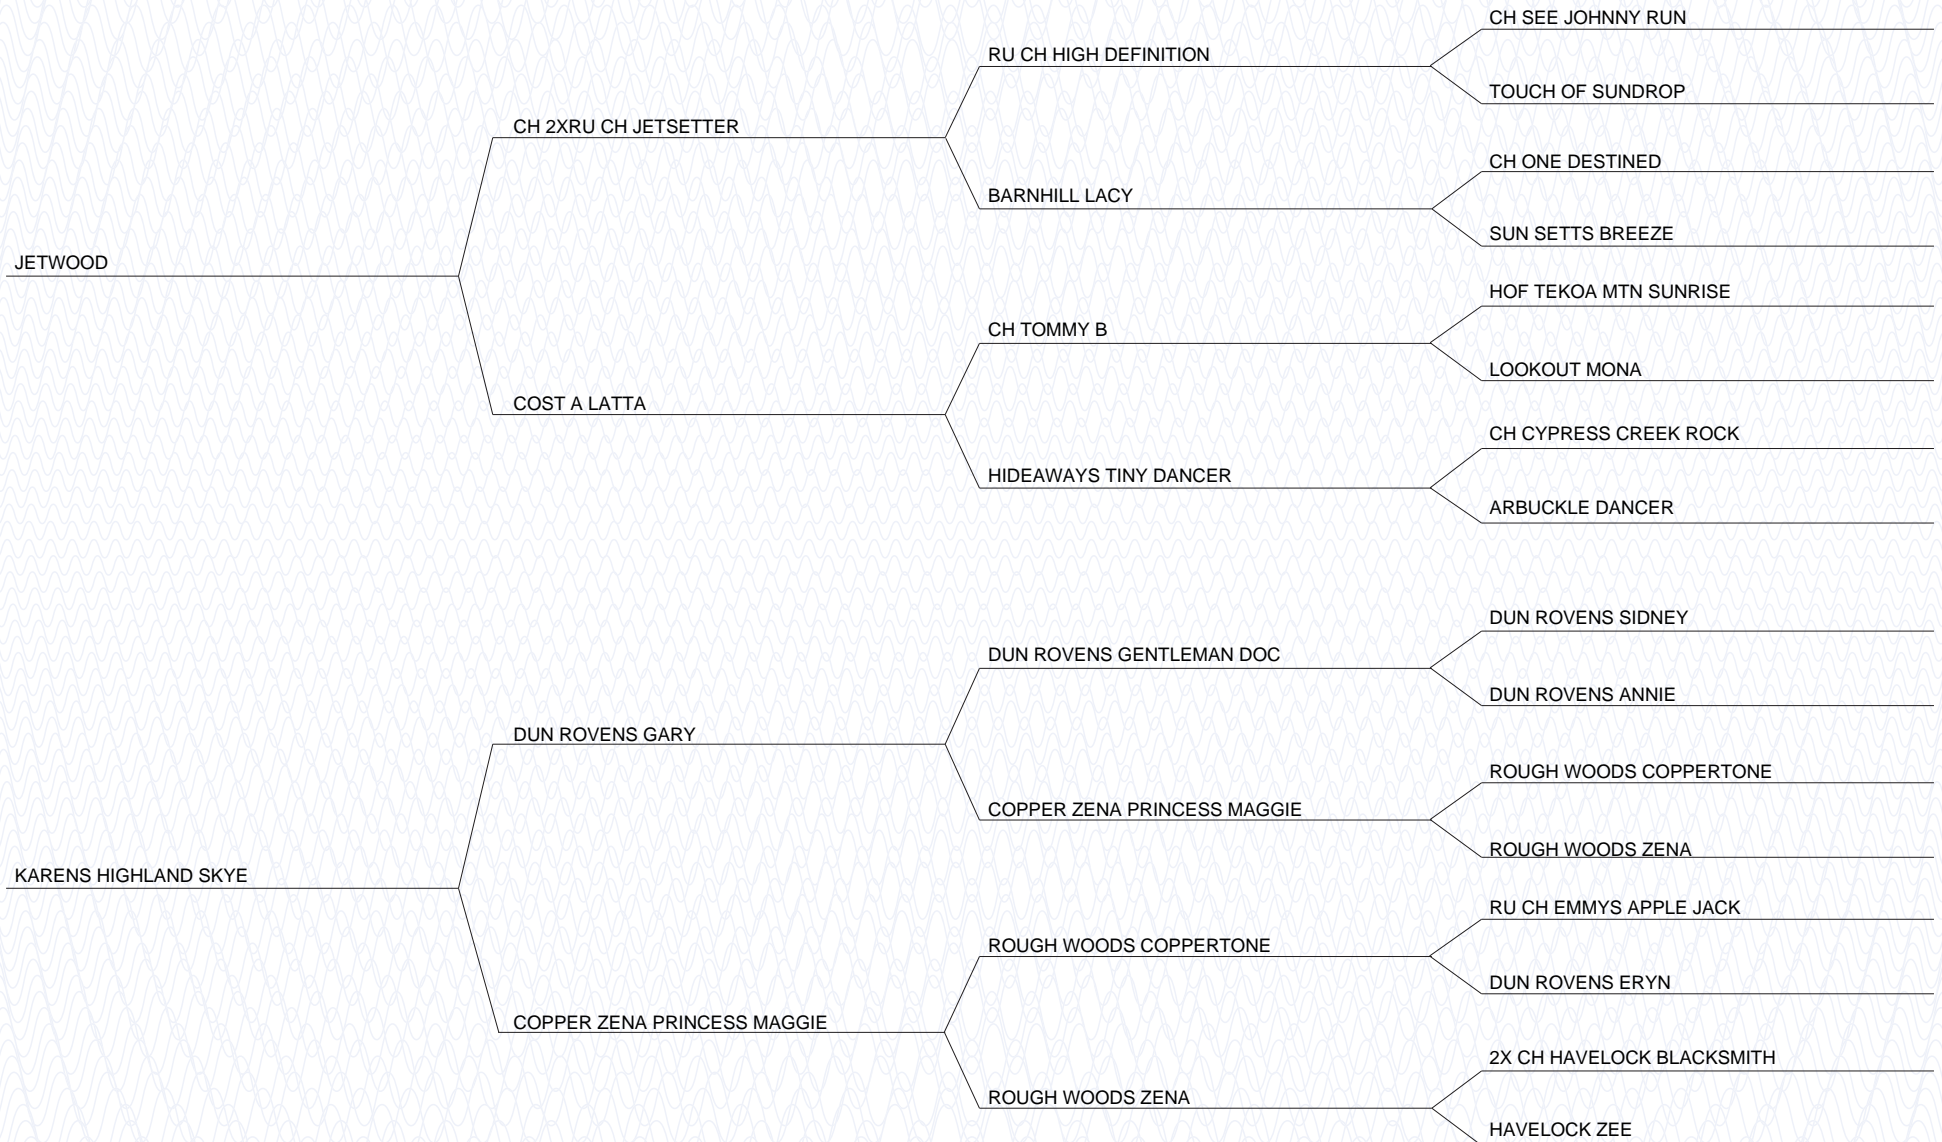 CH SEE JOHNNY RUN
RU CH HIGH DEFINITION
TOUCH OF SUNDROP
CH 2XRU CH JETSETTER
CH ONE DESTINED
BARNHILL LACY
SUN SETTS BREEZE
JETWOOD
HOF TEKOA MTN SUNRISE
CH TOMMY B
LOOKOUT MONA
COST A LATTA
CH CYPRESS CREEK ROCK
HIDEAWAYS TINY DANCER
ARBUCKLE DANCER
DUN ROVENS SIDNEY
DUN ROVENS GENTLEMAN DOC
DUN ROVENS ANNIE
DUN ROVENS GARY
ROUGH WOODS COPPERTONE
COPPER ZENA PRINCESS MAGGIE
ROUGH WOODS ZENA
KARENS HIGHLAND SKYE
RU CH EMMYS APPLE JACK
ROUGH WOODS COPPERTONE
DUN ROVENS ERYN
COPPER ZENA PRINCESS MAGGIE
2X CH HAVELOCK BLACKSMITH
ROUGH WOODS ZENA
HAVELOCK ZEE